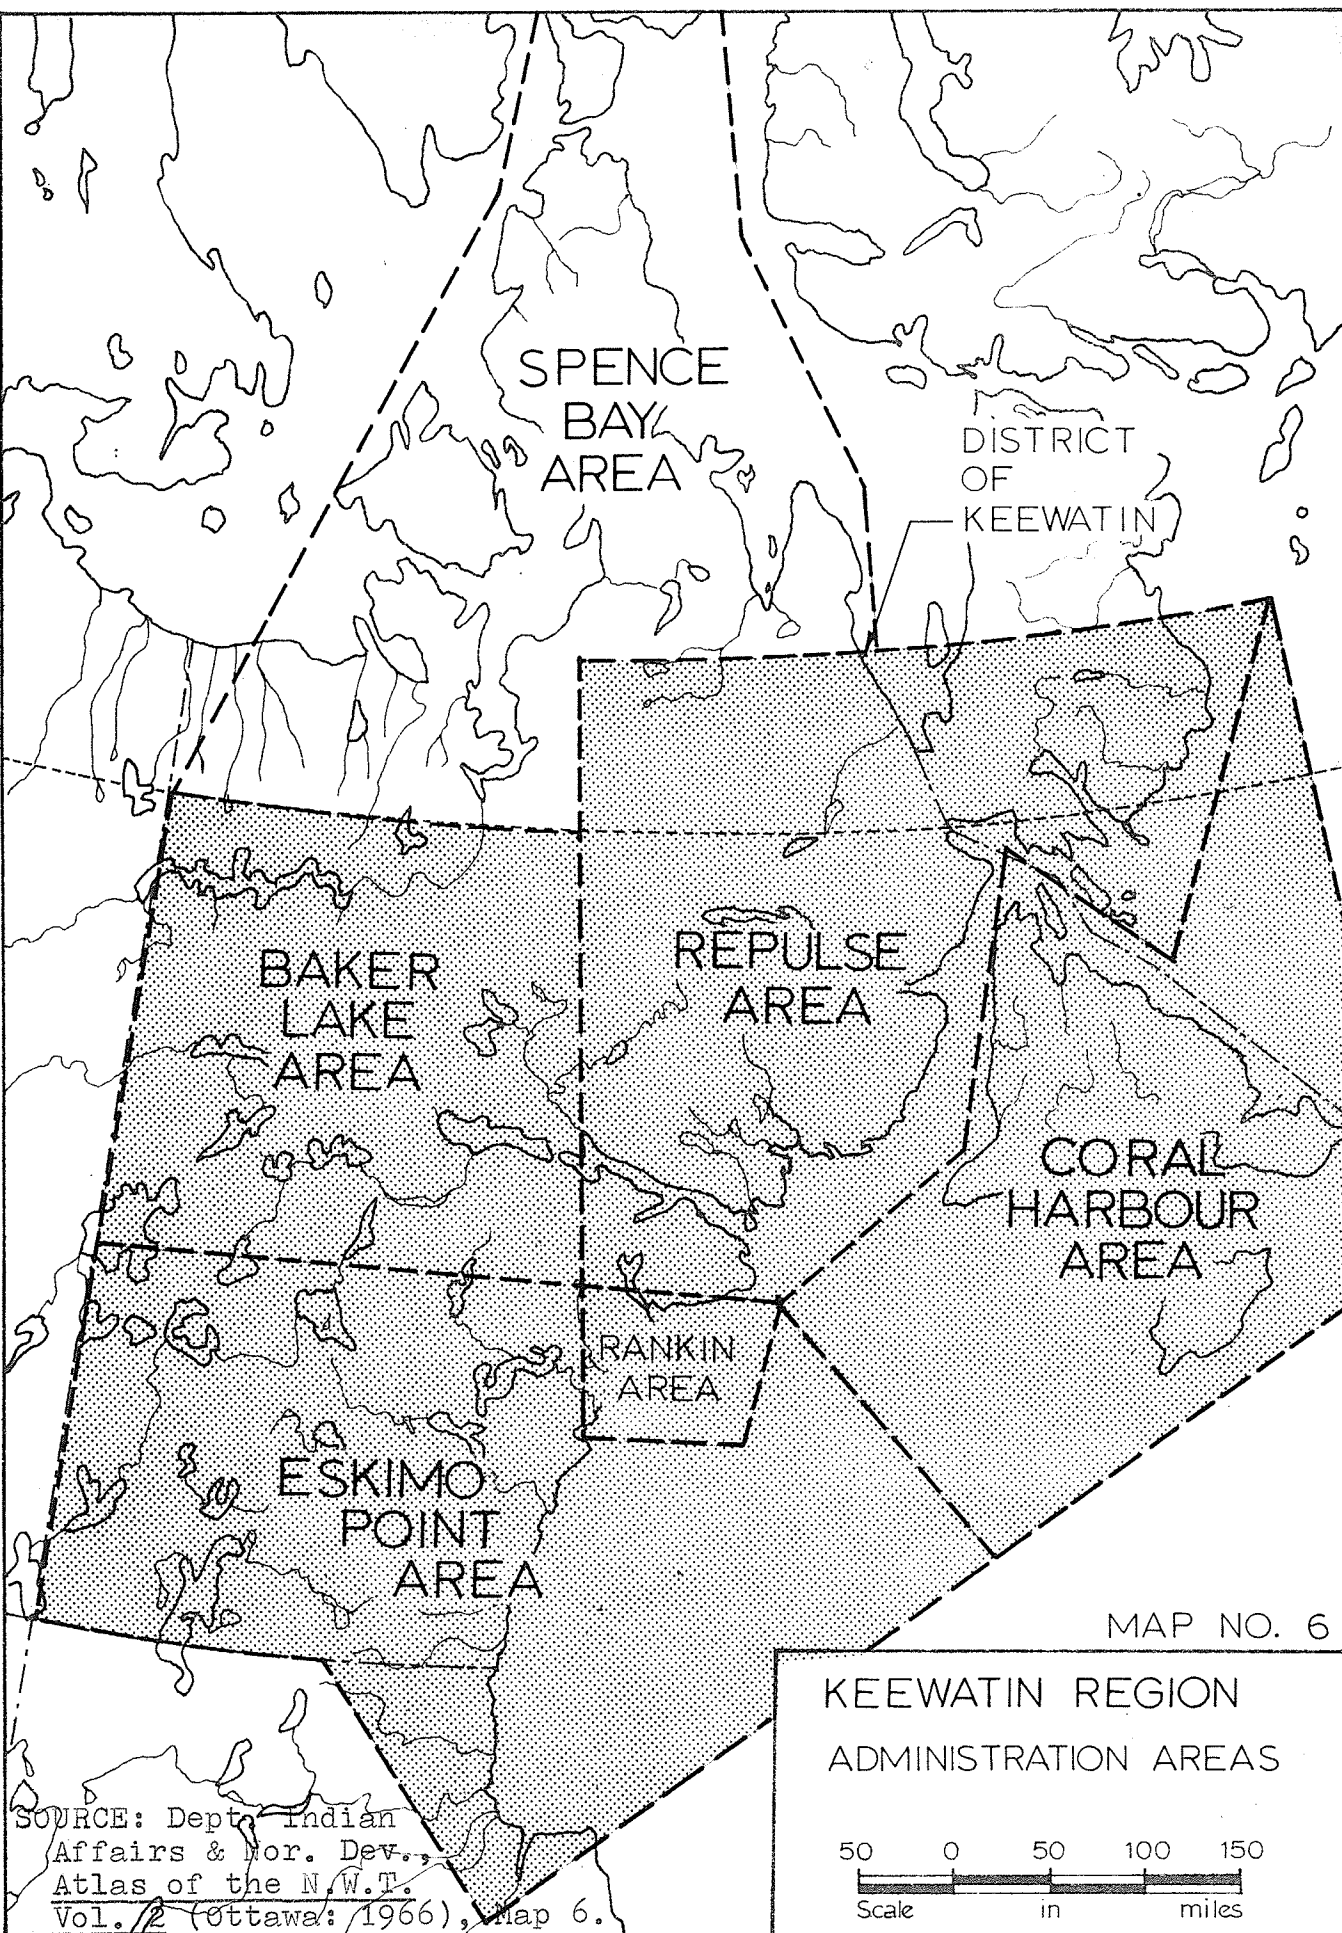 SPENCE
BAY
AREA
DISTRICT
OF
KEEWATIN
BAKER
LAKE
AREA
REPULSE
AREA
CORAL
HARBOUR
AREA
RANKIN
AREA
ESKIMO
POINT
AREA
MAP NO. 6
KEEWATIN REGION
ADMINISTRATION AREAS
50 0 50 100 150
Scale in miles
SOURCE: Dept. Indian
Affairs & Nor. Dev.,
Atlas of the N.W.T.
Vol. 2 (Ottawa: 1966), Map 6.